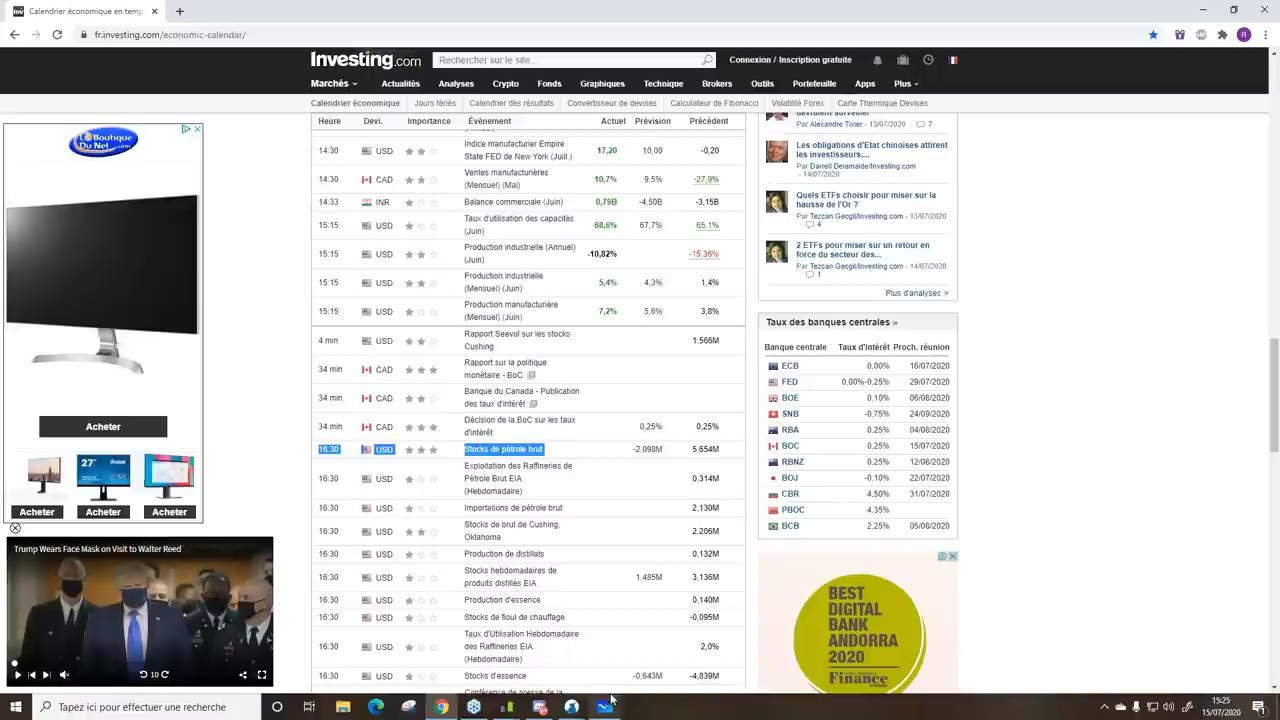 Calendrier économique en temp
fr.investing.com/economic-calendar/
R
Investing.com
Rechercher sur le site...
Connexion / Inscription gratuite
Marchés
Actualités
Analyses
Crypto
Fonds
Graphiques
Technique
Brokers
Outils
Portefeuille
Apps
Plus
Calendrier économique
Jours fériés
Calendrier des résultats
Convertisseur de devises
Calculateur de Fibonacci
Volatilité Forex
Carte Thermique Devises
Heure Devi. Importance Évènement Actuel Prévision Précédent
14:30 USD Indice manufacturier Empire 17,20 10,00 -0,20
State FED de New York (Juill.)
14:30 CAD Ventes manufacturières 10,7% 9,5% -27,9%
(Mensuel) (Mai)
14:33 INR Balance commerciale (Juin) 0,79B -4,50B -3,15B
15:15 USD Taux d'utilisation des capacités 68,6% 67,7% 65,1%
(Juin)
15:15 USD Production industrielle (Annuel) -10,82% -15,36%
(Juin)
15:15 USD Production industrielle 5,4% 4,3% 1,4%
(Mensuel) (Juin)
15:15 USD Production manufacturière 7,2% 5,6% 3,8%
(Mensuel) (Juin)
4 min USD Rapport Seevol sur les stocks 1.566M
Cushing
34 min CAD Rapport sur la politique
monétaire - BoC
34 min CAD Banque du Canada - Publication
des taux d'intérêt
34 min CAD Décision de la BoC sur les taux 0,25% 0,25%
d'intérêt
16:30 USD Stocks de pétrole brut -2.098M 5,654M
16:30 USD Exploitation des Raffineries de 0,314M
Pétrole Brut EIA
(Hebdomadaire)
16:30 USD Importations de pétrole brut 2,130M
16:30 USD Stocks de brut de Cushing, 2,206M
Oklahoma
16:30 USD Production de distillats 0,132M
16:30 USD Stocks hebdomadaires de 1.485M 3,136M
produits distillés EIA
16:30 USD Production d'essence 0,140M
16:30 USD Stocks de fioul de chauffage -0,095M
16:30 USD Taux d'Utilisation Hebdomadaire 2,0%
des Raffineries EIA
(Hebdomadaire)
16:30 USD Stocks d'essence -0,643M -4,839M
Conférence de presse de la
Par Alexandre Tixier - 13/07/2020 7
Les obligations d'Etat chinoises attirent
les investisseurs,...
Par Darrell Deramaide/Investing.com
- 14/07/2020
Quels ETFs choisir pour miser sur la
hausse de l'Or ?
Par Tezcan Gecgil/Investing.com - 13/07/2020
4
2 ETFs pour miser sur un retour en
force du secteur des...
Par Tezcan Gecgil/Investing.com - 14/07/2020
1
Plus d'analyses »
Taux des banques centrales »
Banque centrale Taux d'intérêt Proch. réunion
ECB 0,00% 16/07/2020
FED 0,00%-0.25% 29/07/2020
BOE 0,10% 06/08/2020
SNB -0.75% 24/09/2020
RBA 0.25% 04/08/2020
BOC 0.25% 15/07/2020
RBNZ 0,25% 12/08/2020
BOJ -0,10% 22/07/2020
CBR 4,50% 31/07/2020
PBOC 4,35%
BCB 2,25% 05/08/2020
La Boutique
Du Net .com
Acheter
27"
Acheter
Acheter
Acheter
Trump Wears Face Mask on Visit to Walter Reed
10
BEST
DIGITAL
BANK
ANDORRA
2020
Finance
Tapez ici pour effectuer une recherche
15:25
15/07/2020
1